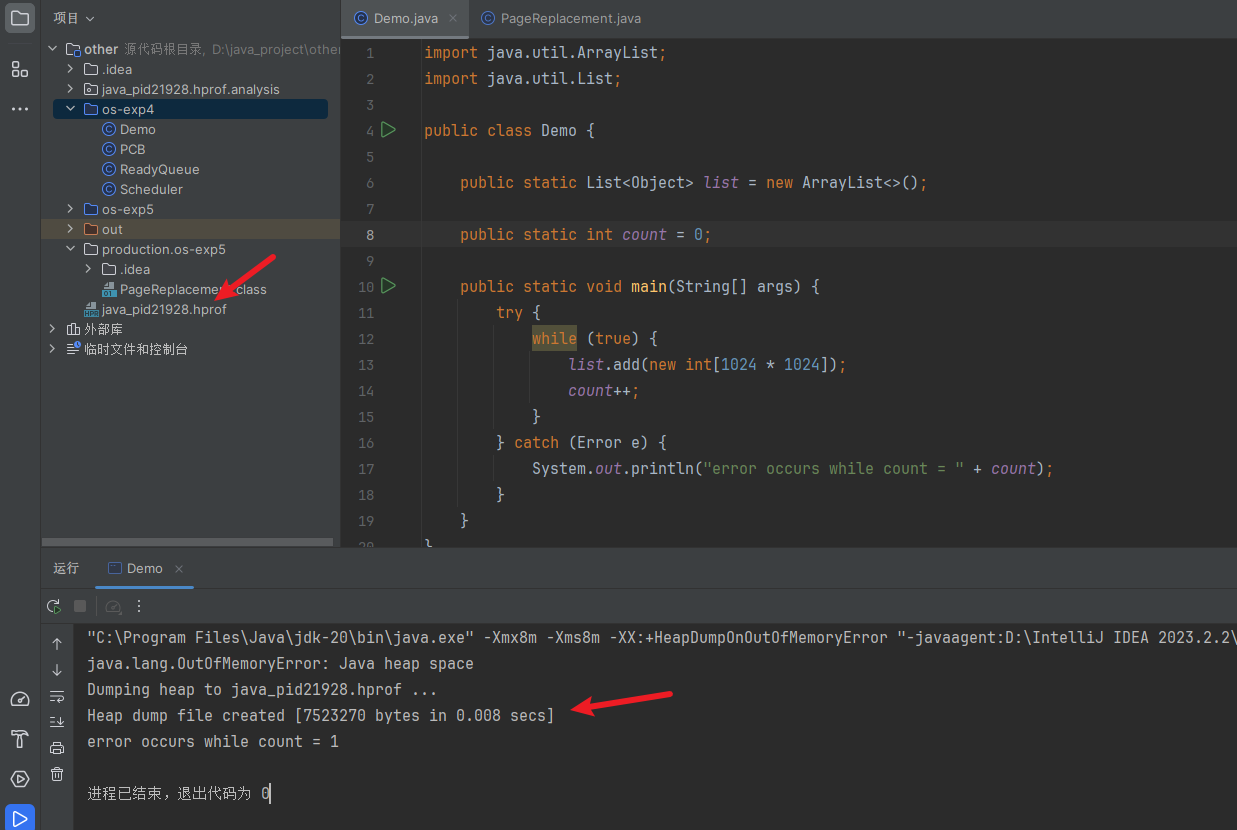 项目
other 源代码根目录, D:\java_project\other
.idea
java_pid21928.hprof.analysis
os-exp4
Demo
PCB
ReadyQueue
Scheduler
os-exp5
out
production.os-exp5
.idea
PageReplacement.class
java_pid21928.hprof
外部库
临时文件和控制台
Demo.java
PageReplacement.java
1 import java.util.ArrayList;
2 import java.util.List;
3
4 public class Demo {
5
6 public static List<Object> list = new ArrayList<>();
7
8 public static int count = 0;
9
10 public static void main(String[] args) {
11 try {
12 while (true) {
13 list.add(new int[1024 * 1024]);
14 count++;
15 }
16 } catch (Error e) {
17 System.out.println("error occurs while count = " + count);
18 }
19 }
20 }
运行
Demo
"C:\Program Files\Java\jdk-20\bin\java.exe" -Xmx8m -Xms8m -XX:+HeapDumpOnOutOfMemoryError "-javaagent:D:\IntelliJ IDEA 2023.2.2\
java.lang.OutOfMemoryError: Java heap space
Dumping heap to java_pid21928.hprof ...
Heap dump file created [7523270 bytes in 0.008 secs]
error occurs while count = 1
进程已结束，退出代码为 0